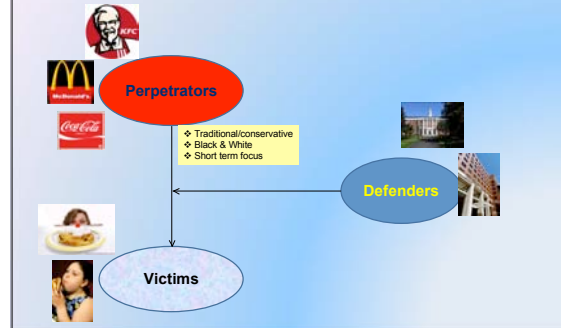 KFC
McDonald's
Perpetrators
Coca-Cola
❖ Traditional/conservative
❖ Black & White
❖ Short term focus
Defenders
Victims